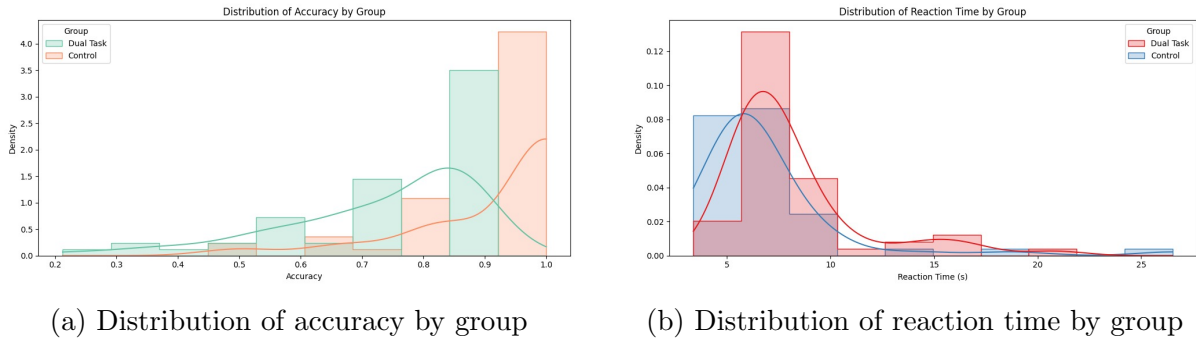 Distribution of Accuracy by Group
Group
Dual Task
Control
4.0
3.5
3.0
2.5
2.0
1.5
1.0
0.5
0.0
Density
0.2
0.3
0.4
0.5
0.6
0.7
0.8
0.9
1.0
Accuracy
(a) Distribution of accuracy by group
Distribution of Reaction Time by Group
Group
Dual Task
Control
0.12
0.10
0.08
0.06
0.04
0.02
0.00
Density
5
10
15
20
25
Reaction Time (s)
(b) Distribution of reaction time by group